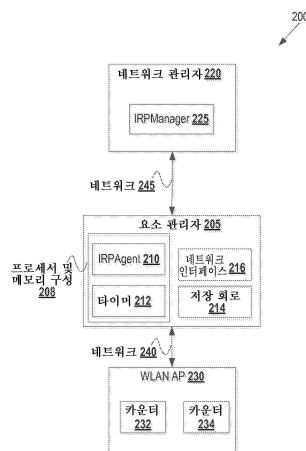 200
네트워크 관리자 220
IRPManager 225
네트워크 245
요소 관리자 205
프로세서 및
메모리 구성
208
IRPAgent 210
타이머 212
네트워크
인터페이스 216
저장 회로
214
네트워크 240
WLAN AP 230
카운터
232
카운터
234